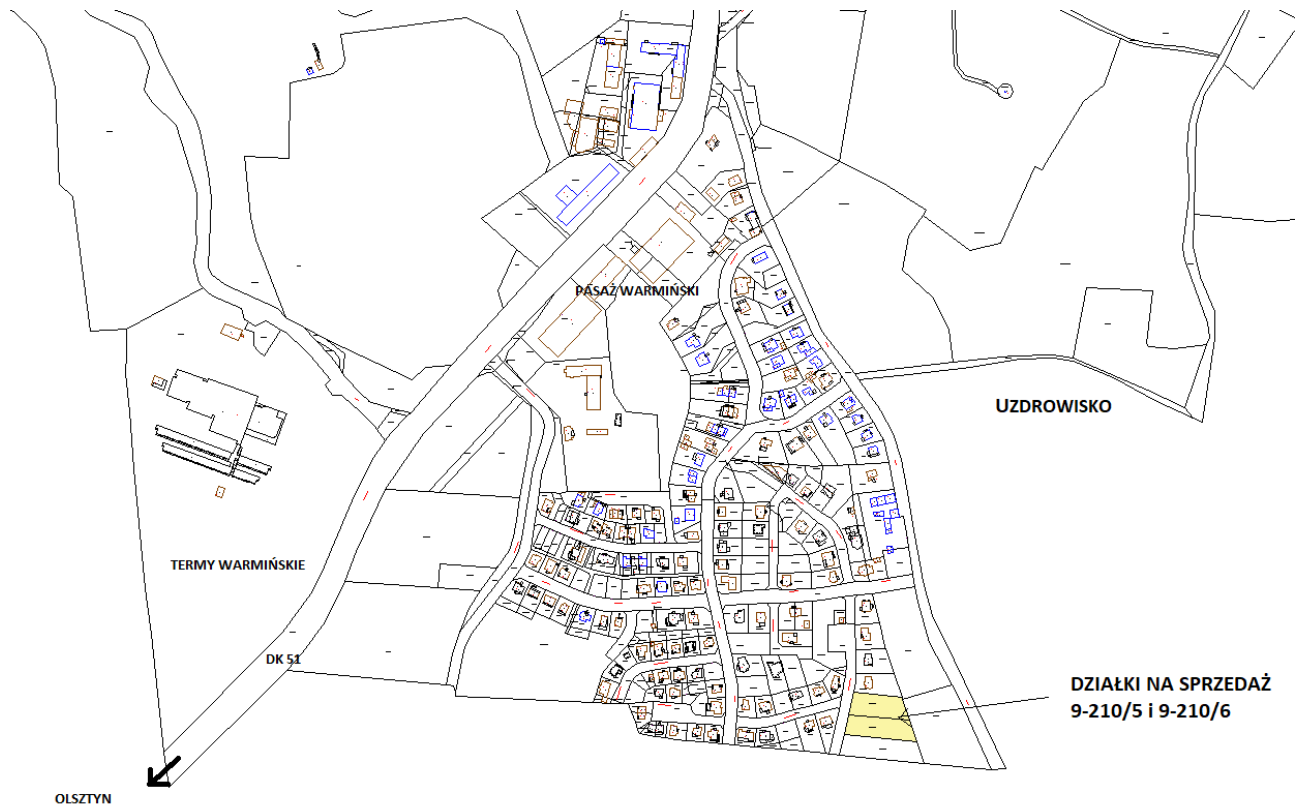 PASAŻ WARMIŃSKI
UZDROWISKO
TERMY WARMIŃSKIE
DK 51
DZIAŁKI NA SPRZEDAŻ
9-210/5 i 9-210/6
OLSZTYN